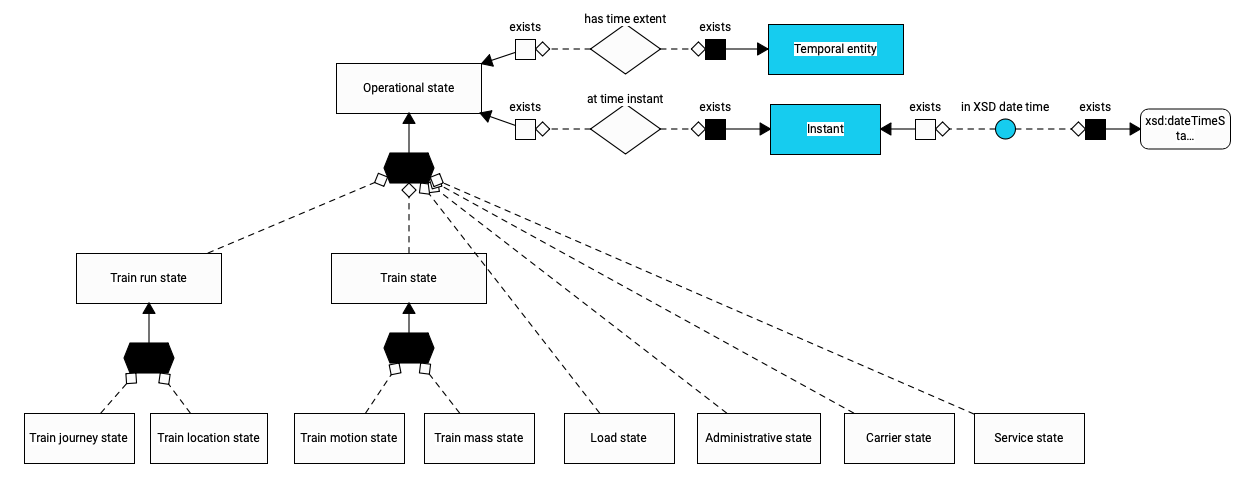 has time extent
exists
exists
Temporal entity
Operational state
at time instant
exists
exists
Instant
exists
in XSD date time
exists
xsd:dateTimeS
ta...
Train run state
Train state
Train journey state
Train location state
Train motion state
Train mass state
Load state
Administrative state
Carrier state
Service state